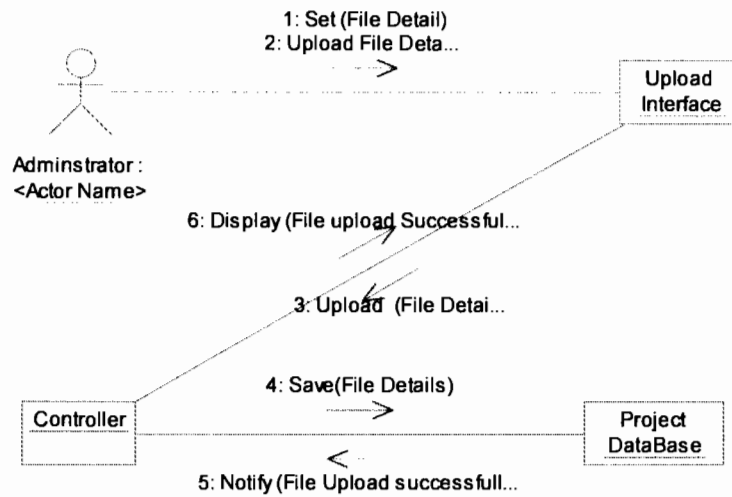 1: Set (File Detail)
2: Upload File Deta...
Upload
Interface
Adminstrator :
<Actor Name>
6: Display (File upload Successful...
3: Upload (File Detai...
4: Save(File Details)
Controller
Project
DataBase
5: Notify (File Upload successfull...